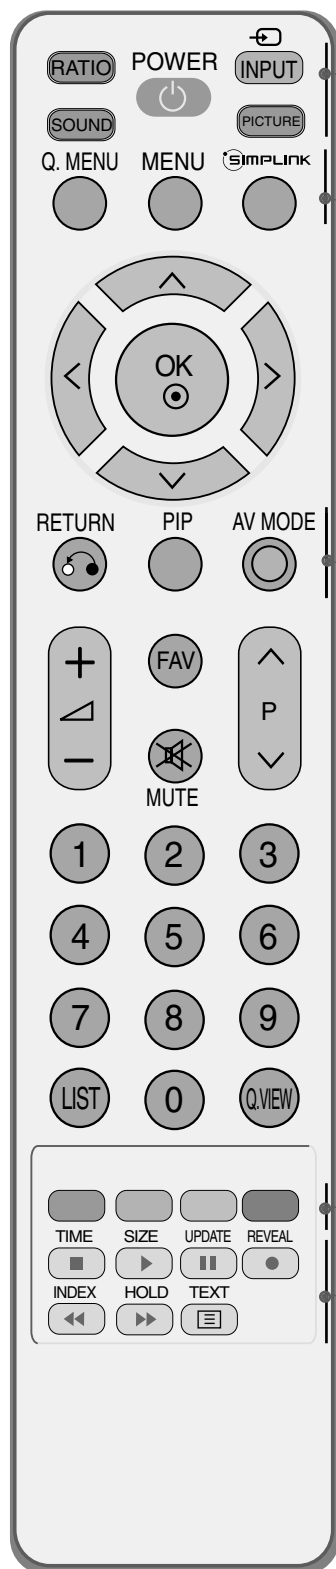 RATIO POWER INPUT
SOUND PICTURE
Q. MENU MENU SIMPLINK
OK
RETURN PIP AV MODE
FAV
P
MUTE
1 2 3
4 5 6
7 8 9
LIST 0 Q.VIEW
TIME SIZE UPDATE REVEAL
INDEX HOLD TEXT